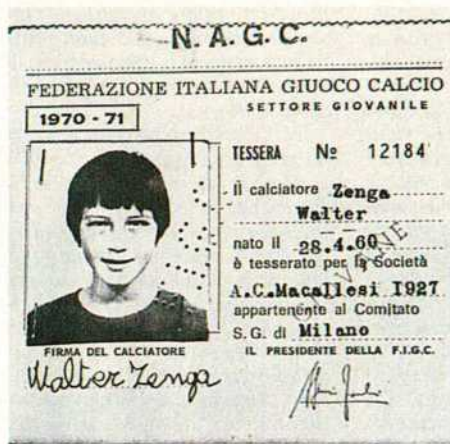 N. A. G. C.
FEDERAZIONE ITALIANA GIUOCO CALCIO
SETTORE GIOVANILE
1970 - 71
TESSERA Nº 12184
Il calciatore Zenga
Walter
nato il 28.4.60
è tesserato per la Società
A.C.Macallesi I927
appartenente al Comitato
S. G. di Milano
FIRMA DEL CALCIATORE
IL PRESIDENTE DELLA F.I.G.C.
Walter Zenga